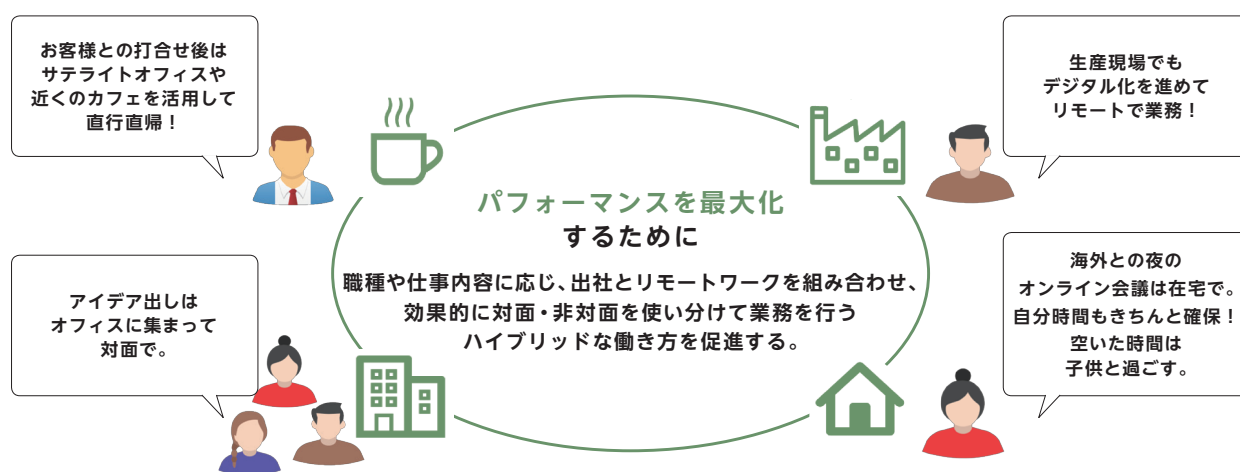 お客様との打合せ後は
サテライトオフィスや
近くのカフェを活用して
直行直帰！
生産現場でも
デジタル化を進めて
リモートで業務！
パフォーマンスを最大化
するために
職種や仕事内容に応じ、出社とリモートワークを組み合わせ、
効果的に対面・非対面を使い分けて業務を行う
ハイブリッドな働き方を促進する。
アイデア出しは
オフィスに集まって
対面で。
海外との夜の
オンライン会議は在宅で。
自分時間もきちんと確保！
空いた時間は
子供と過ごす。